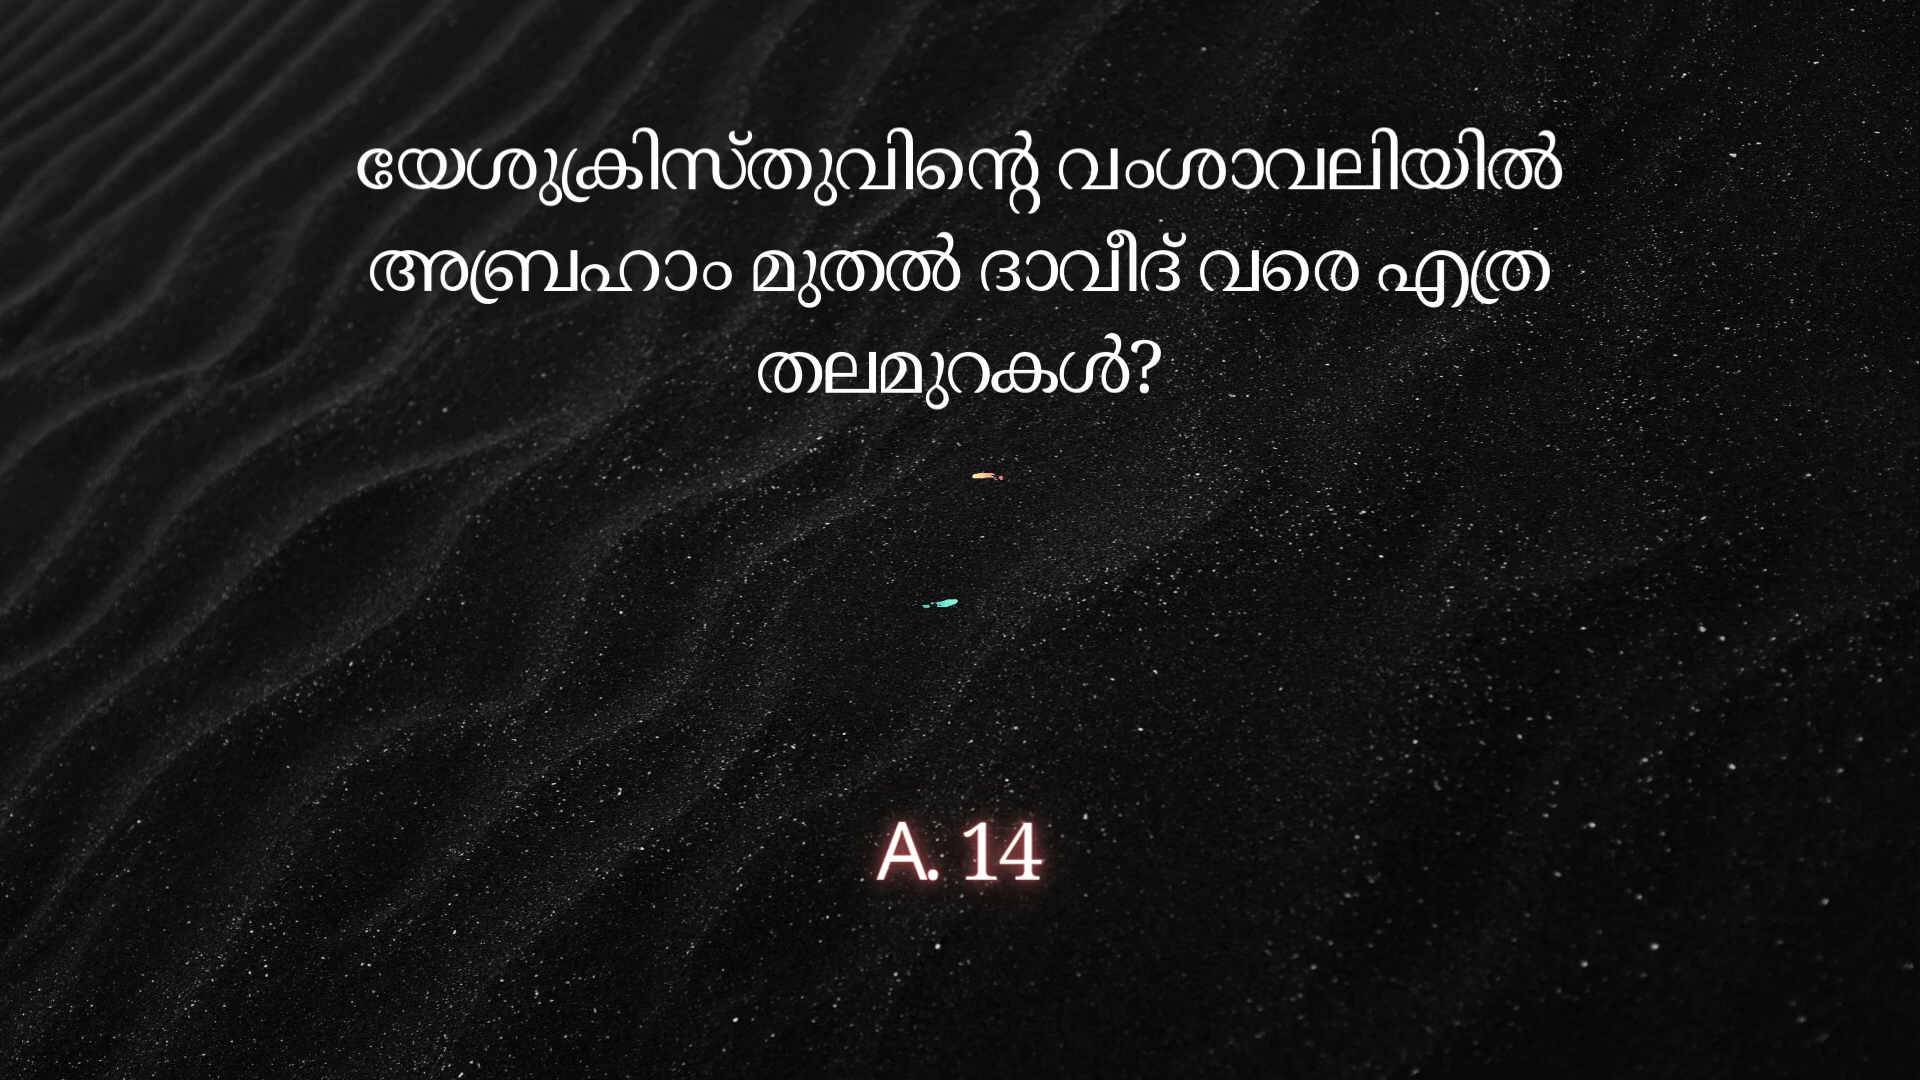 യേശുക്രിസ്തുവിന്റെ വംശാവലിയിൽ
അബ്രഹാം മുതൽ ദാവീദ് വരെ എത്ര
തലമുറകൾ?
A. 14